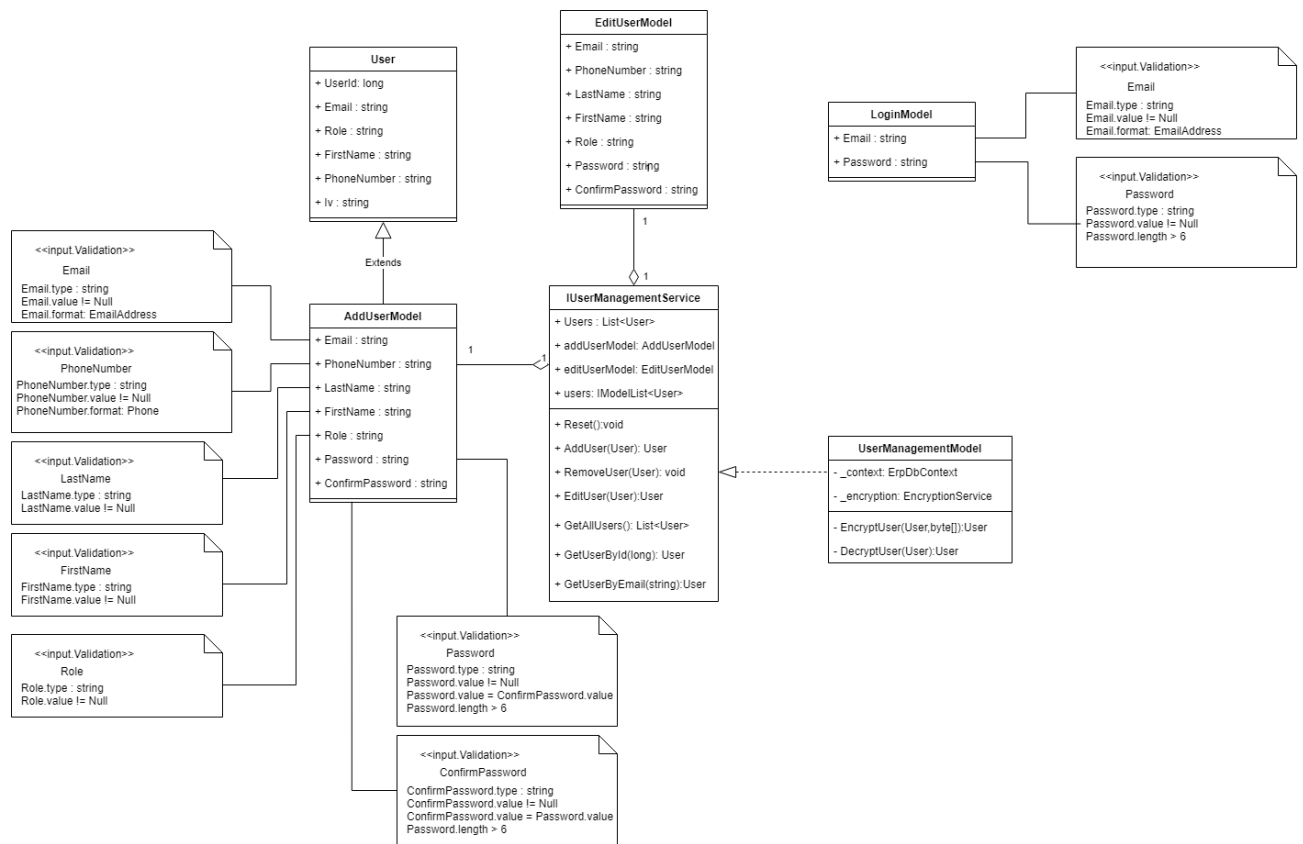 EditUserModel
+ Email : string
+ PhoneNumber : string
+ LastName : string
+ FirstName : string
+ Role : string
+ Password : string
+ ConfirmPassword : string
User
+ UserId: long
+ Email : string
+ Role : string
+ FirstName : string
+ PhoneNumber : string
+ Iv : string
LoginModel
+ Email : string
+ Password : string
<<input.Validation>>
Email
Email.type : string
Email.value != Null
Email.format: EmailAddress
<<input.Validation>>
Password
Password.type : string
Password.value != Null
Password.length > 6
1
1
Extends
<<input.Validation>>
Email
Email.type : string
Email.value != Null
Email.format: EmailAddress
<<input.Validation>>
PhoneNumber
PhoneNumber.type : string
PhoneNumber.value != Null
PhoneNumber.format: Phone
<<input.Validation>>
LastName
LastName.type : string
LastName.value != Null
<<input.Validation>>
FirstName
FirstName.type : string
FirstName.value != Null
<<input.Validation>>
Role
Role.type : string
Role.value != Null
AddUserModel
+ Email : string
+ PhoneNumber : string
+ LastName : string
+ FirstName : string
+ Role : string
+ Password : string
+ ConfirmPassword : string
1
1
IUserManagementService
+ Users : List<User>
+ addUserModel: AddUserModel
+ editUserModel: EditUserModel
+ users: IModelList<User>
+ Reset():void
+ AddUser(User): User
+ RemoveUser(User): void
+ EditUser(User):User
+ GetAllUsers(): List<User>
+ GetUserById(long): User
+ GetUserByEmail(string):User
UserManagementModel
- _context: ErpDbContext
- _encryption: EncryptionService
- EncryptUser(User,byte[]):User
- DecryptUser(User):User
<<input.Validation>>
Password
Password.type : string
Password.value != Null
Password.value = ConfirmPassword.value
Password.length > 6
<<input.Validation>>
ConfirmPassword
ConfirmPassword.type : string
ConfirmPassword.value != Null
ConfirmPassword.value = Password.value
Password.length > 6